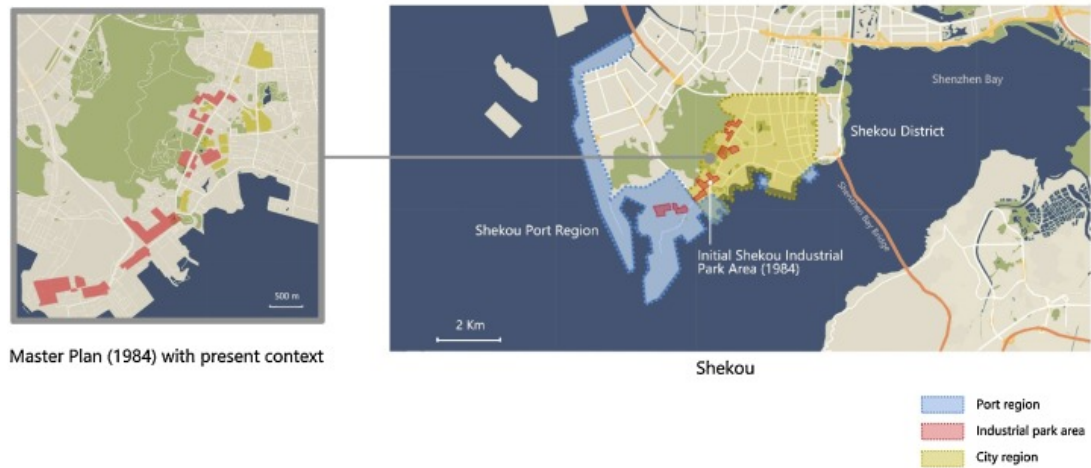 Shenzhen Bay
Shekou District
Shenzhen Bay Bridge
Shekou Port Region
Initial Shekou Industrial
Park Area (1984)
500 m
2 Km
Master Plan (1984) with present context
Shekou
Port region
Industrial park area
City region